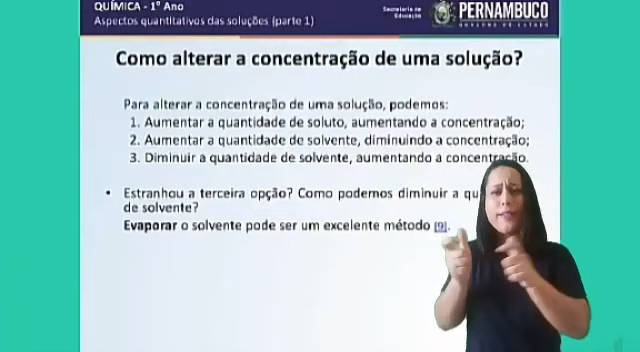 QUÍMICA - 1º Ano
Aspectos quantitativos das soluções (parte 1)
Secretaria de
Educação
PERNAMBUCO
GOVERNO DO ESTADO
Como alterar a concentração de uma solução?
Para alterar a concentração de uma solução, podemos:
1. Aumentar a quantidade de soluto, aumentando a concentração;
2. Aumentar a quantidade de solvente, diminuindo a concentração;
3. Diminuir a quantidade de solvente, aumentando a concentração.
• Estranhou a terceira opção? Como podemos diminuir a qu
de solvente?
Evaporar o solvente pode ser um excelente método [9].